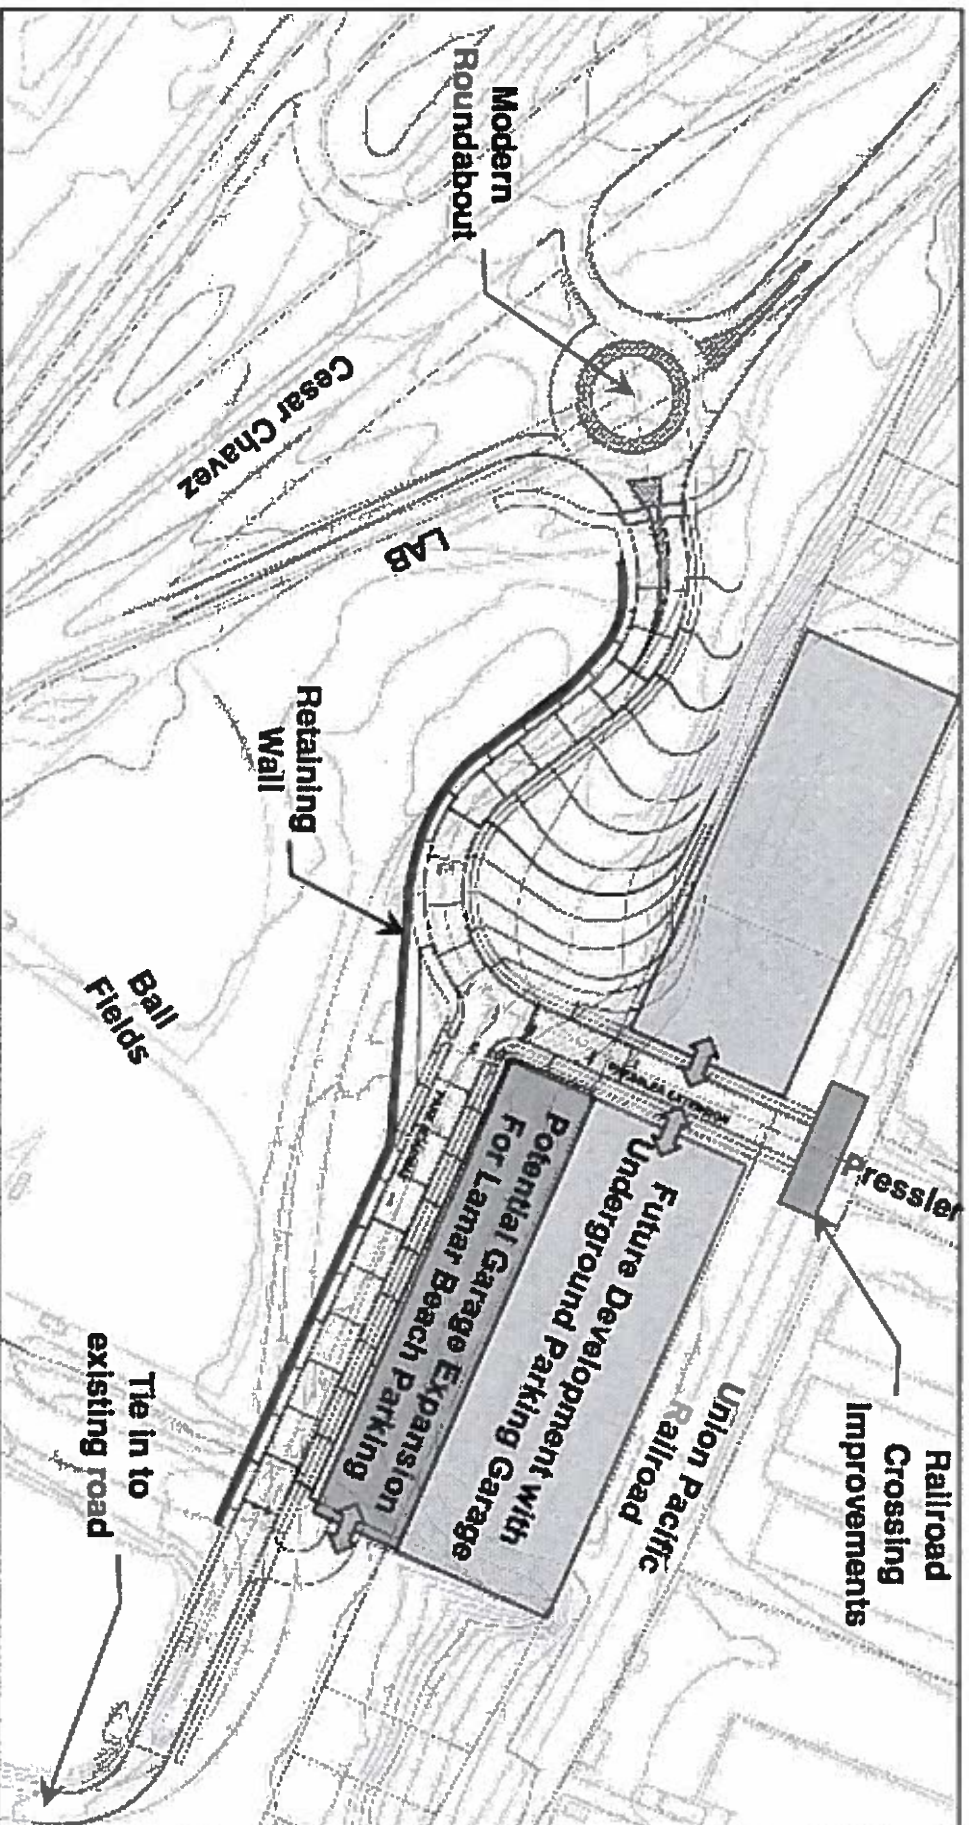 Modern
Roundabout
Cesar Chavez
LAB
Retaining
Wall
Ball
Fields
Tie in to
existing road
Potential Garage Expansion
For Lamar Beach Parking
Future Development with
Underground Parking Garage
Union Pacific
Railroad
Pressler
Railroad
Crossing
Improvements